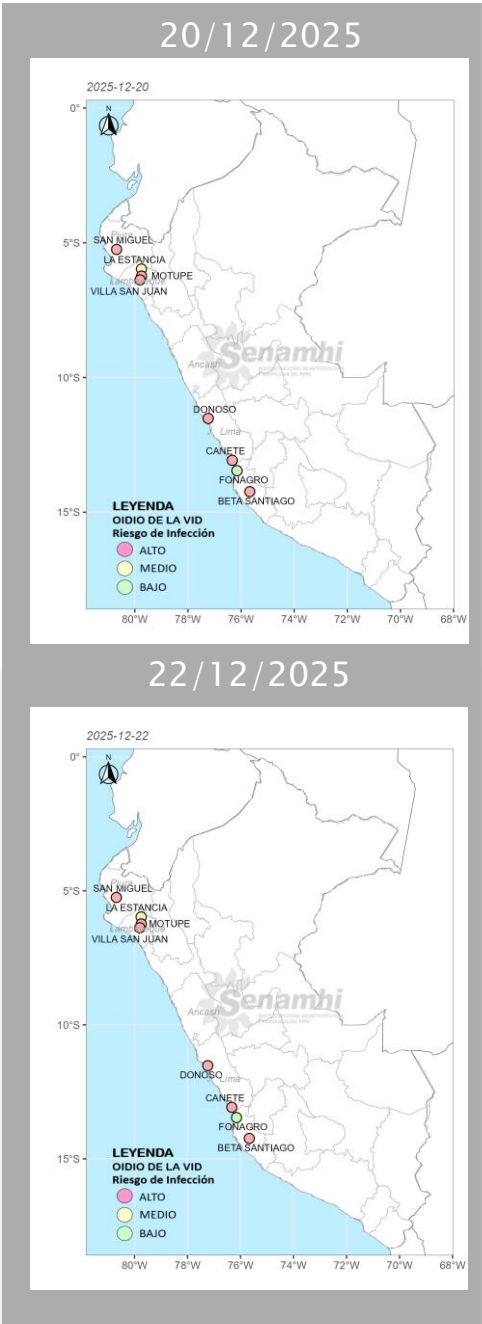 20/12/2025
2025-12-20
N
0°
5°S
Piura
SAN MIGUEL
LA ESTANCIA
MOTUPE
VILLA SAN JUAN
Senamhi
Ancash
10°S
DONOSO
Lima
CANETE
FONAGRO
BETA SANTIAGO
15°S
LEYENDA
OIDIO DE LA VID
Riesgo de Infección
ALTO
MEDIO
BAJO
80°W 78°W 76°W 74°W 72°W 70°W 68°W
22/12/2025
2025-12-22
N
0°
5°S
Piura
SAN MIGUEL
LA ESTANCIA
MOTUPE
VILLA SAN JUAN
Senamhi
Ancash
10°S
DONOSO
Lima
CANETE
FONAGRO
BETA SANTIAGO
15°S
LEYENDA
OIDIO DE LA VID
Riesgo de Infección
ALTO
MEDIO
BAJO
80°W 78°W 76°W 74°W 72°W 70°W 68°W